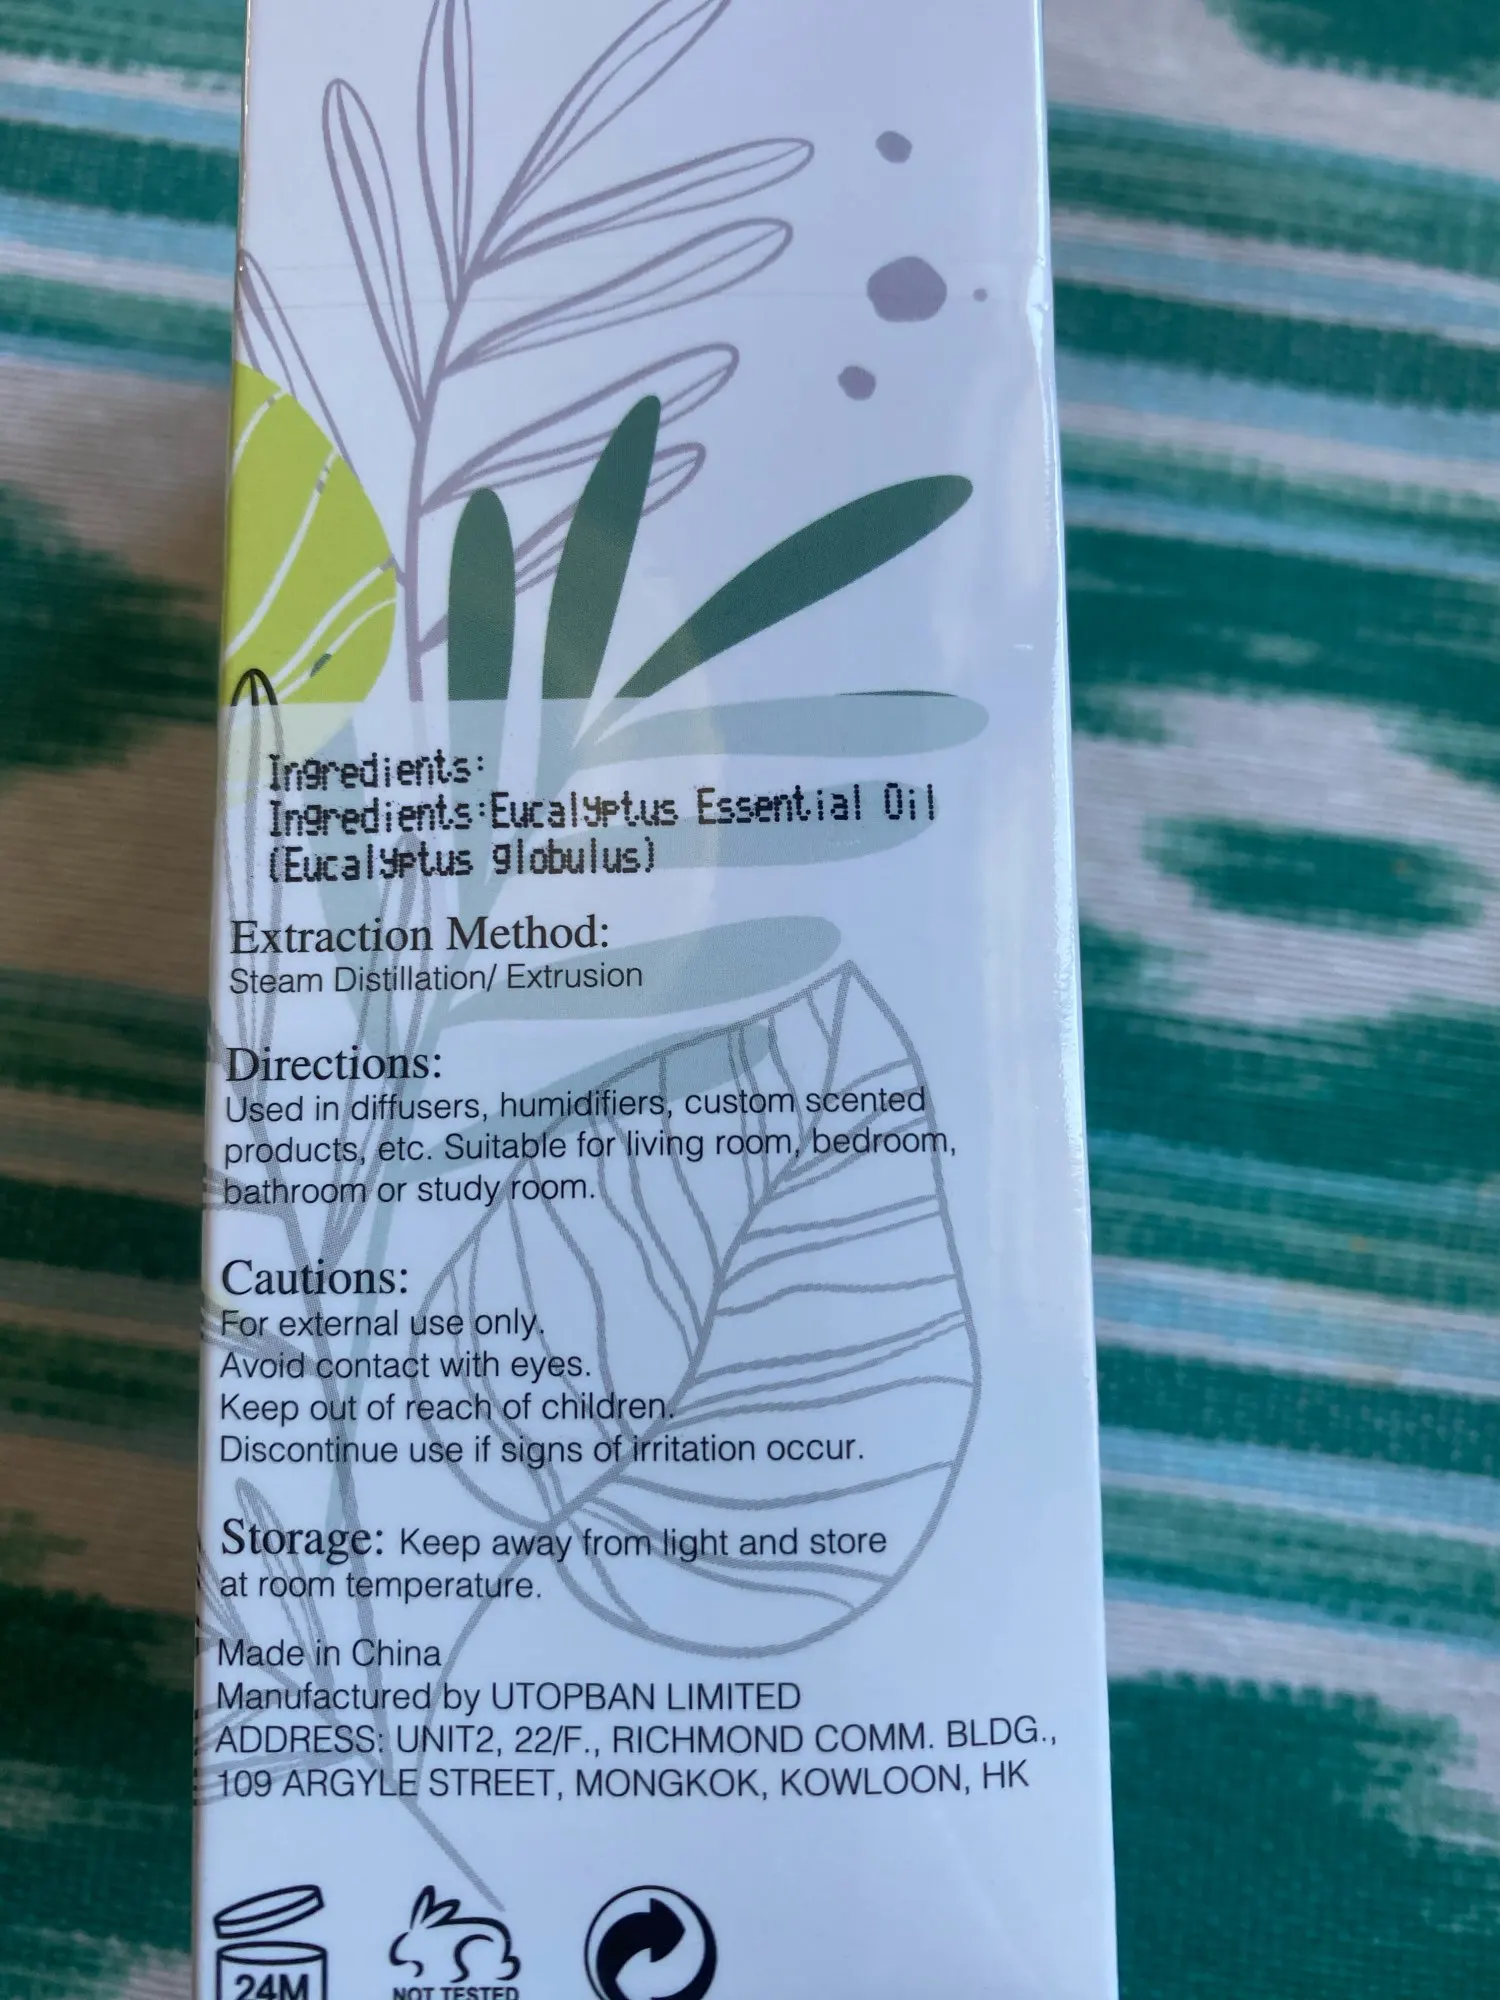 Ingredients:
Ingredients:Eucalyptus Essential Oil
(Eucalyptus globulus)
Extraction Method:
Steam Distillation/ Extrusion
Directions:
Used in diffusers, humidifiers, custom scented
products, etc. Suitable for living room, bedroom,
bathroom or study room.
Cautions:
For external use only.
Avoid contact with eyes.
Keep out of reach of children.
Discontinue use if signs of irritation occur.
Storage: Keep away from light and store
at room temperature.
Made in China
Manufactured by UTOPBAN LIMITED
ADDRESS: UNIT2, 22/F., RICHMOND COMM. BLDG.,
109 ARGYLE STREET, MONGKOK, KOWLOON, HK
24M
NOT TESTED